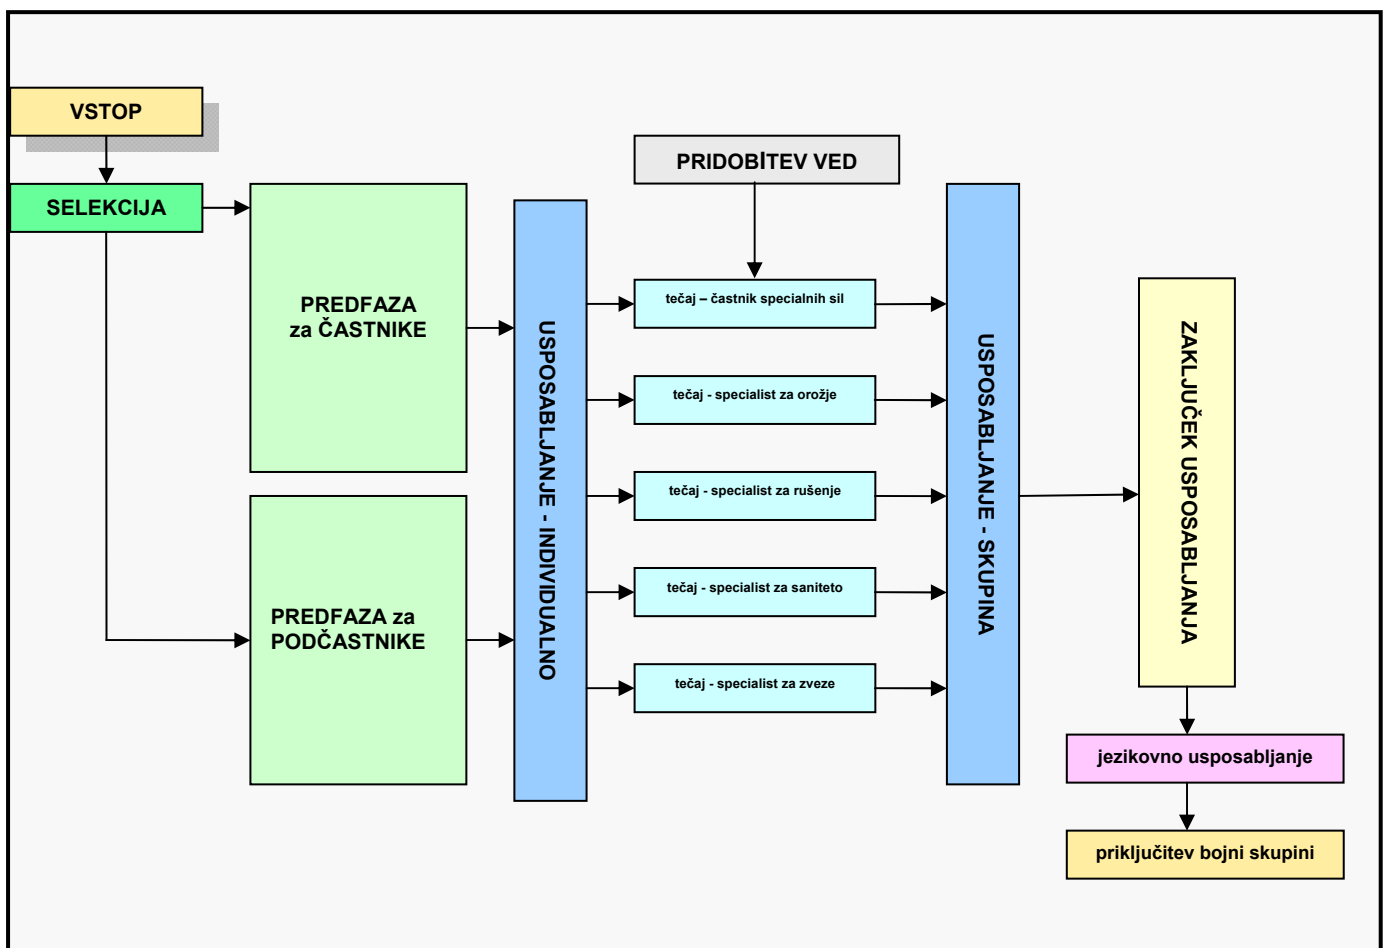 VSTOP
SELEKCIJA
PREDFAZA
za ČASTNIKE
PREDFAZA za
PODČASTNIKE
USPOSABLJANJE - INDIVIDUALNO
PRIDOBITEV VED
tečaj – častnik specialnih sil
tečaj - specialist za orožje
tečaj - specialist za rušenje
tečaj - specialist za saniteto
tečaj - specialist za zveze
USPOSABLJANJE - SKUPINA
ZAKLJUČEK USPOSABLJANJA
jezikovno usposabljanje
priključitev bojni skupini